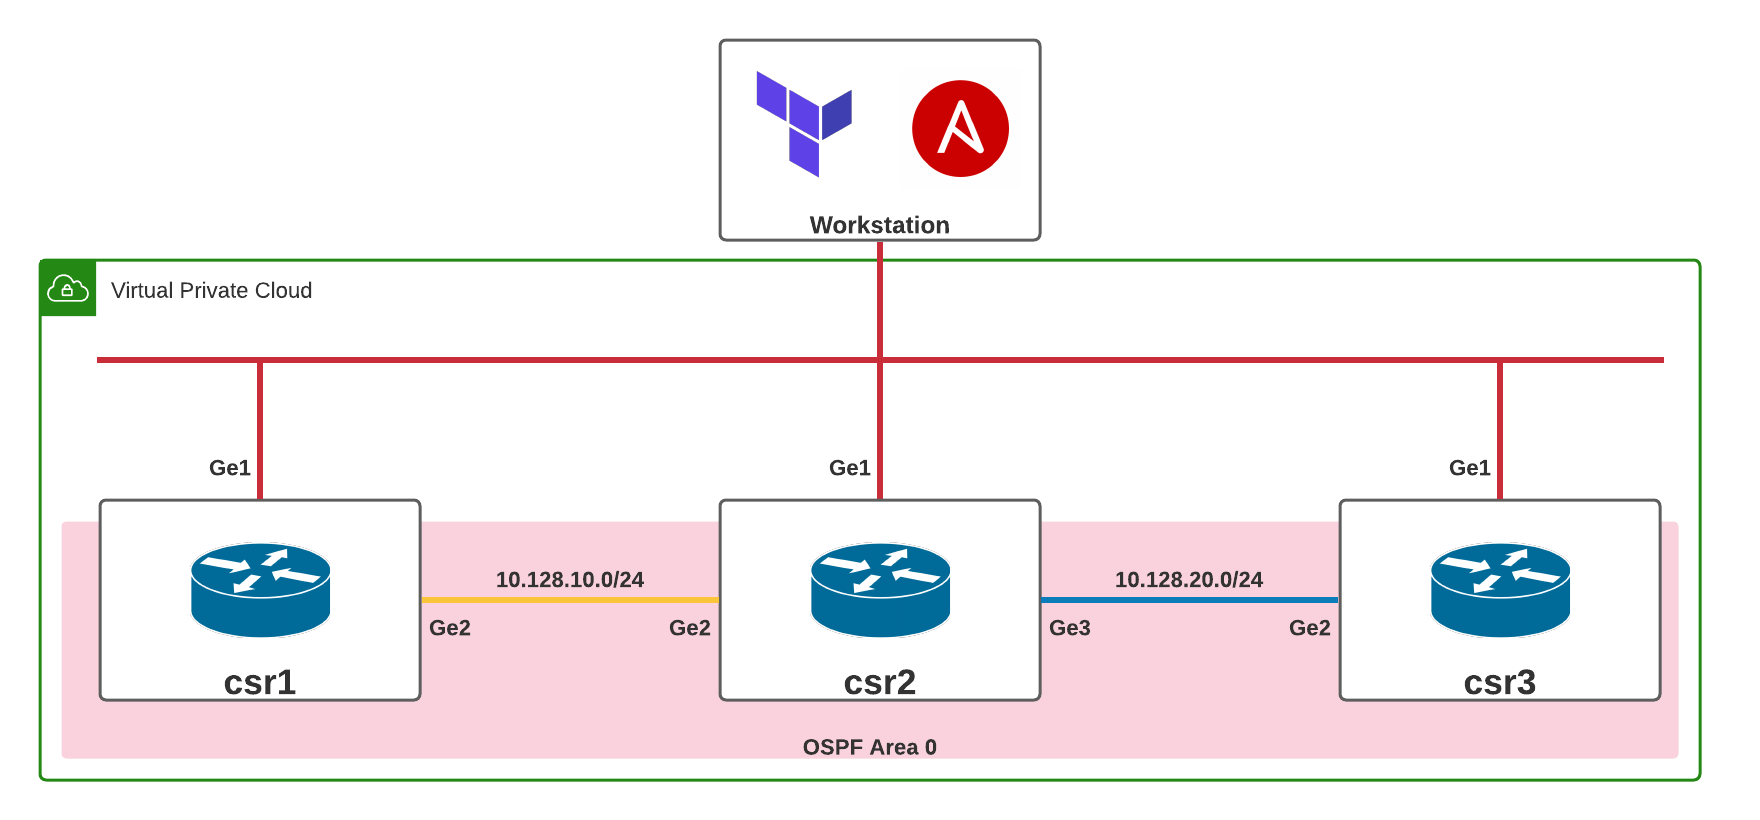 Workstation
Virtual Private Cloud
Ge1
Ge1
Ge1
10.128.10.0/24
10.128.20.0/24
Ge2
Ge2
Ge3
Ge2
csr1
csr2
csr3
OSPF Area 0